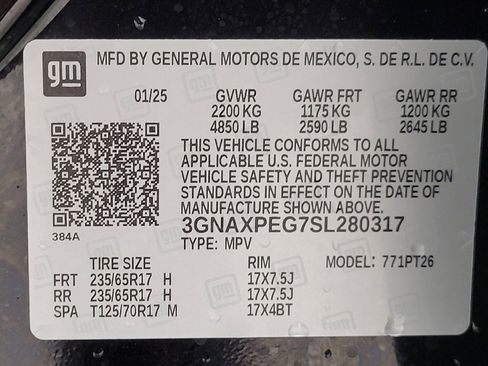 gm MFD BY GENERAL MOTORS DE MEXICO, S. DE R.L. DE C.V.
01/25 GVWR GAWR FRT GAWR RR
2200 KG 1175 KG 1200 KG
4850 LB 2590 LB 2645 LB
THIS VEHICLE CONFORMS TO ALL
APPLICABLE U.S. FEDERAL MOTOR
VEHICLE SAFETY AND THEFT PREVENTION
STANDARDS IN EFFECT ON THE DATE OF
MANUFACTURE SHOWN ABOVE.
384A 3GNAXPEG7SL280317
TYPE: MPV
TIRE SIZE RIM MODEL: 771PT26
FRT 235/65R17 H 17X7.5J
RR 235/65R17 H 17X7.5J
SPA T125/70R17 M 17X4BT